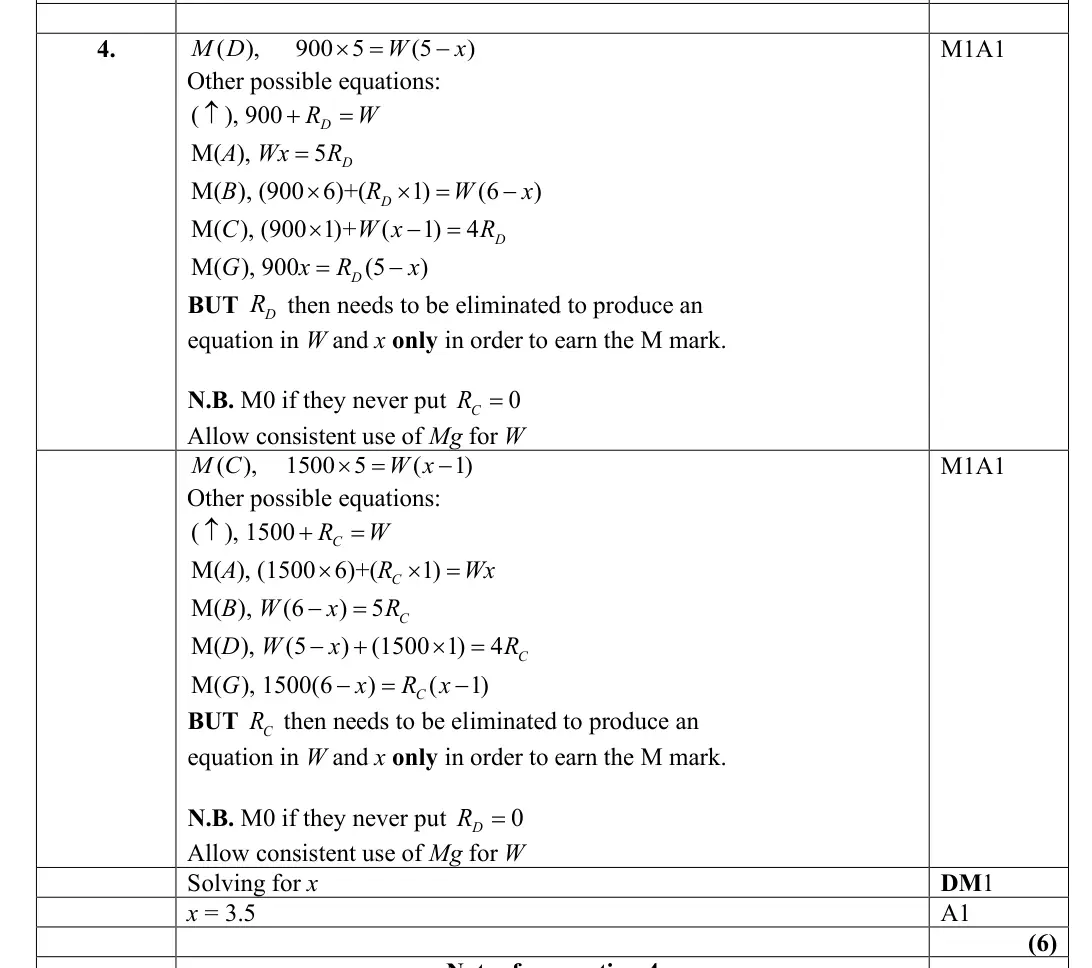 4. M(D), 900 × 5 = W(5 − x) M1A1
Other possible equations:
(↑), 900 + R_D = W
M(A), Wx = 5R_D
M(B), (900 × 6)+(R_D × 1) = W(6 − x)
M(C), (900 ×1)+W(x −1) = 4R_D
M(G), 900x = R_D(5 − x)
BUT R_D then needs to be eliminated to produce an
equation in W and x only in order to earn the M mark.
N.B. M0 if they never put R_C = 0
Allow consistent use of Mg for W
M(C), 1500 × 5 = W(x −1) M1A1
Other possible equations:
(↑), 1500 + R_C = W
M(A), (1500 × 6)+(R_C × 1) = Wx
M(B), W(6 − x) = 5R_C
M(D), W(5 − x) + (1500 ×1) = 4R_C
M(G), 1500(6 − x) = R_C(x −1)
BUT R_C then needs to be eliminated to produce an
equation in W and x only in order to earn the M mark.
N.B. M0 if they never put R_D = 0
Allow consistent use of Mg for W
Solving for x DM1
x = 3.5 A1
(6)